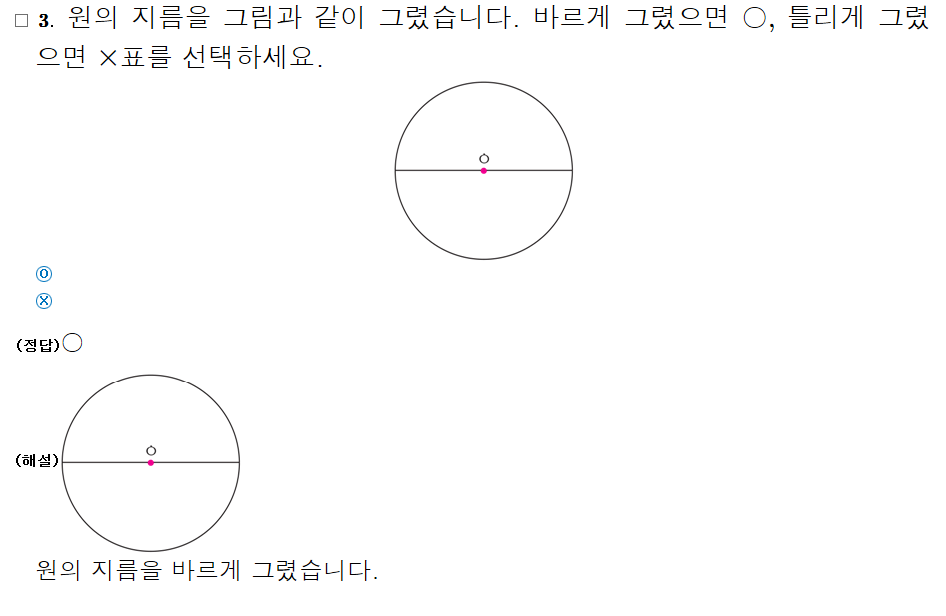 □ 3. 원의 지름을 그림과 같이 그렸습니다. 바르게 그렸으면 ○, 틀리게 그렸
으면 ×표를 선택하세요.
ㅇ
ⓞ
ⓧ
(정답)○
ㅇ
(해설)
원의 지름을 바르게 그렸습니다.